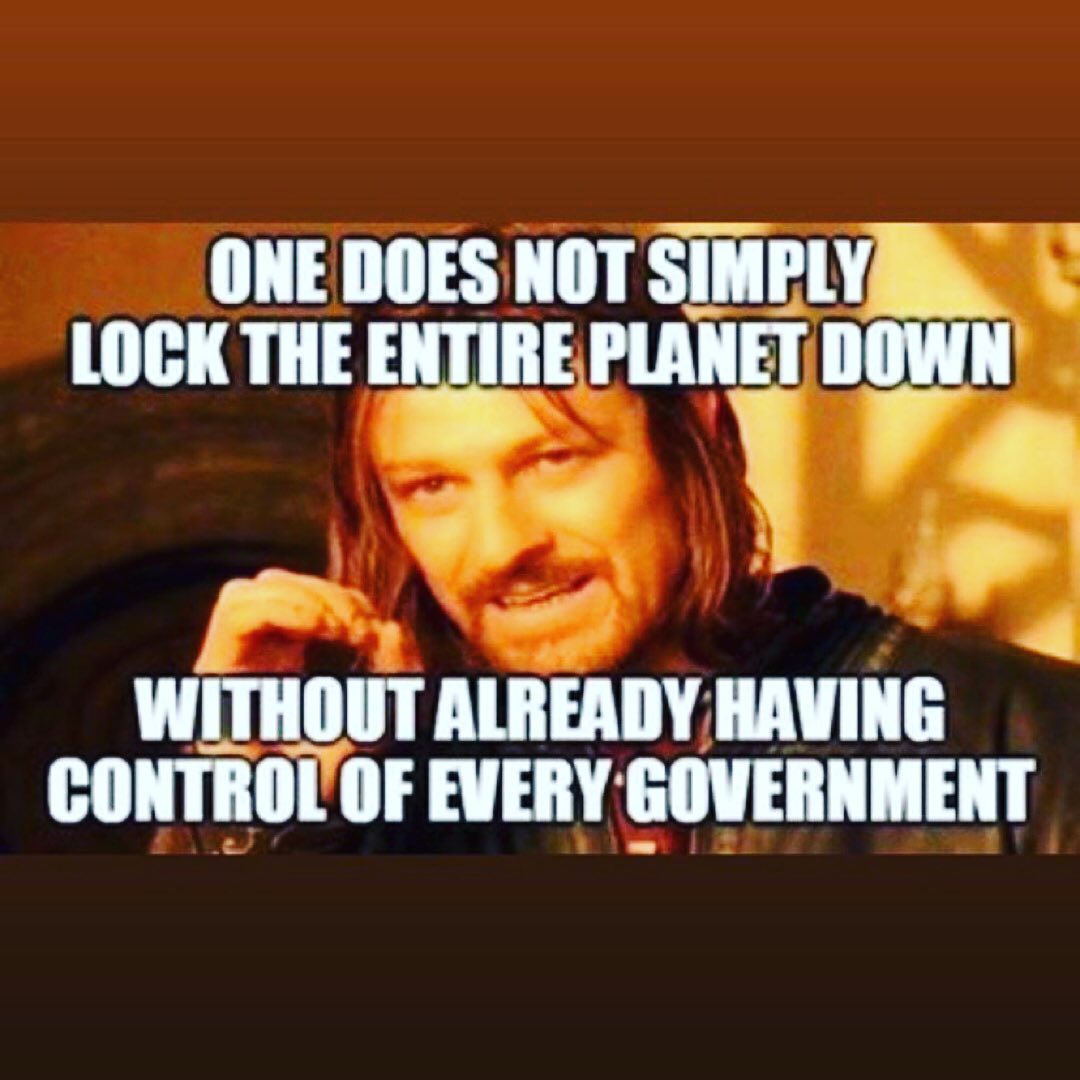 ONE DOES NOT SIMPLY
LOCK THE ENTIRE PLANET DOWN
WITHOUT ALREADY HAVING
CONTROL OF EVERY GOVERNMENT